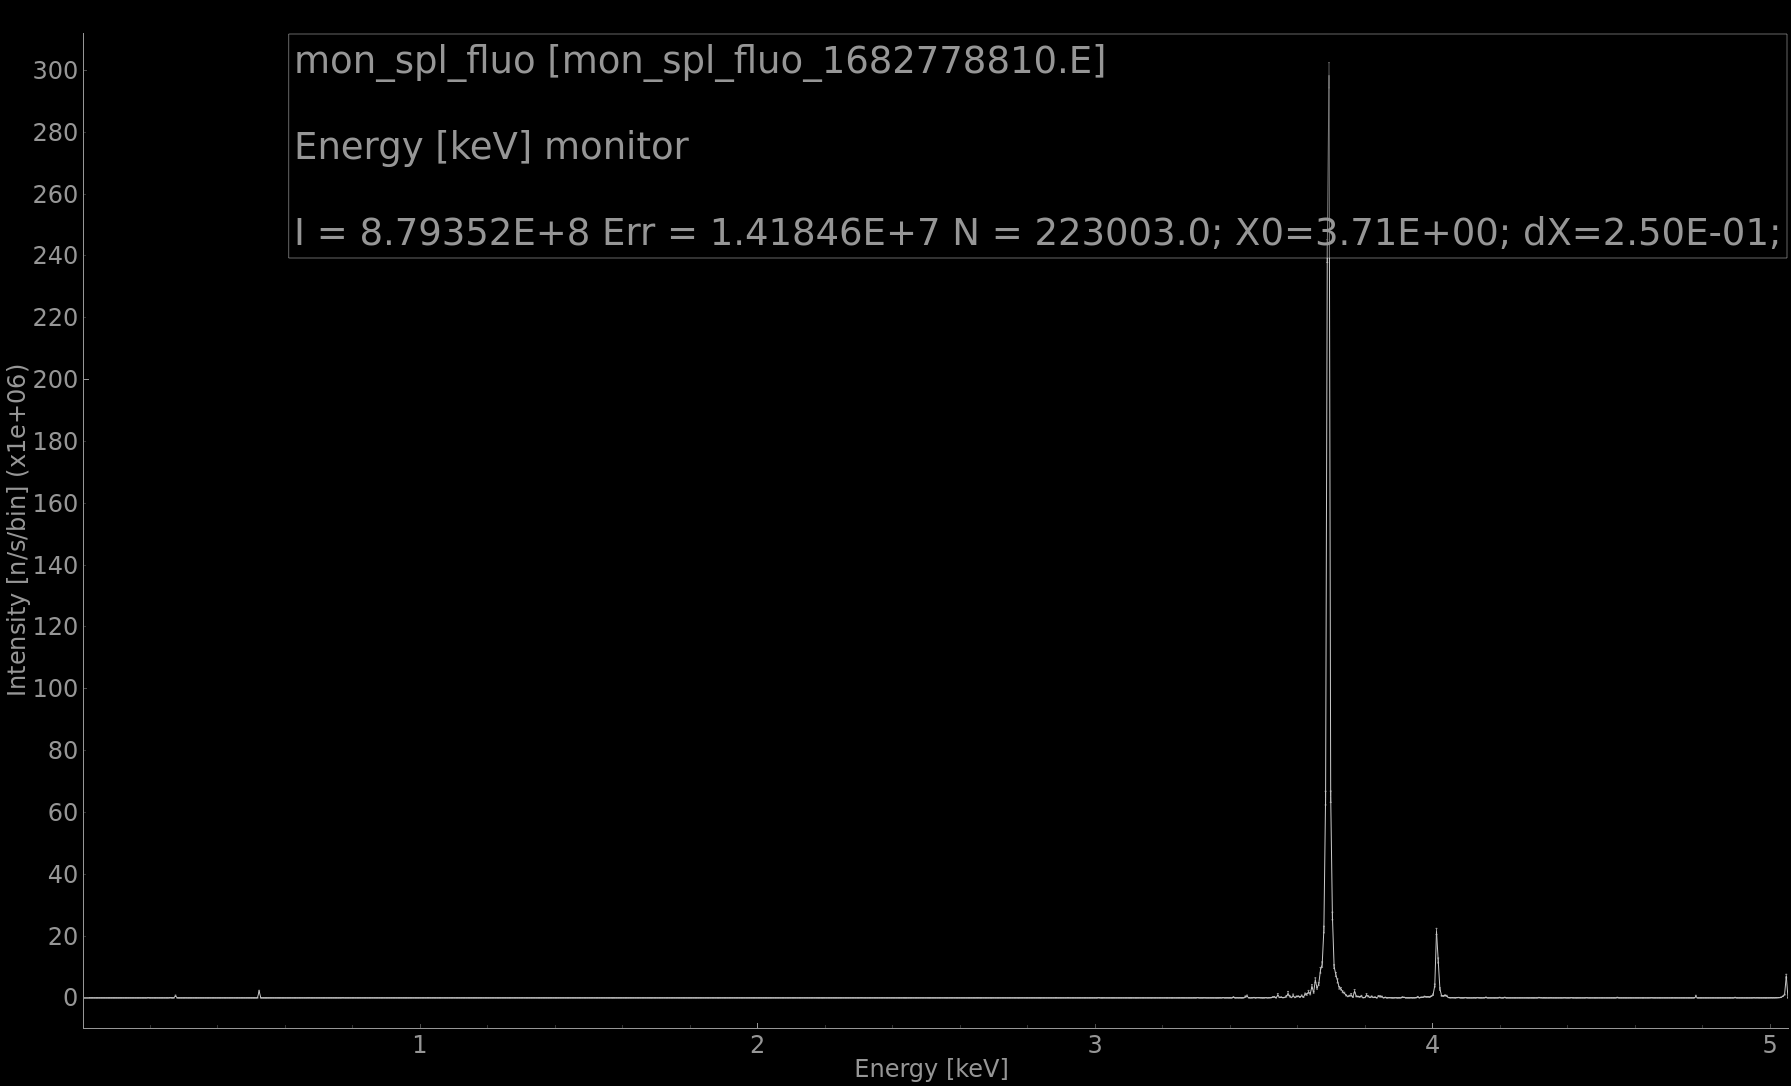 mon_spl_fluo [mon_spl_fluo_1682778810.E]
Energy [keV] monitor
I = 8.79352E+8 Err = 1.41846E+7 N = 223003.0; X0=3.71E+00; dX=2.50E-01;
300
280
260
240
220
200
180
160
140
120
100
80
60
40
20
0
Intensity [n/s/bin] (x1e+06)
1 2 3 4 5
Energy [keV]